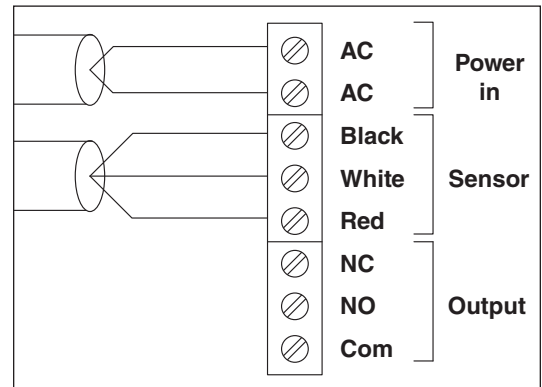 AC
AC
Power
in
Black
White
Red
Sensor
NC
NO
Com
Output